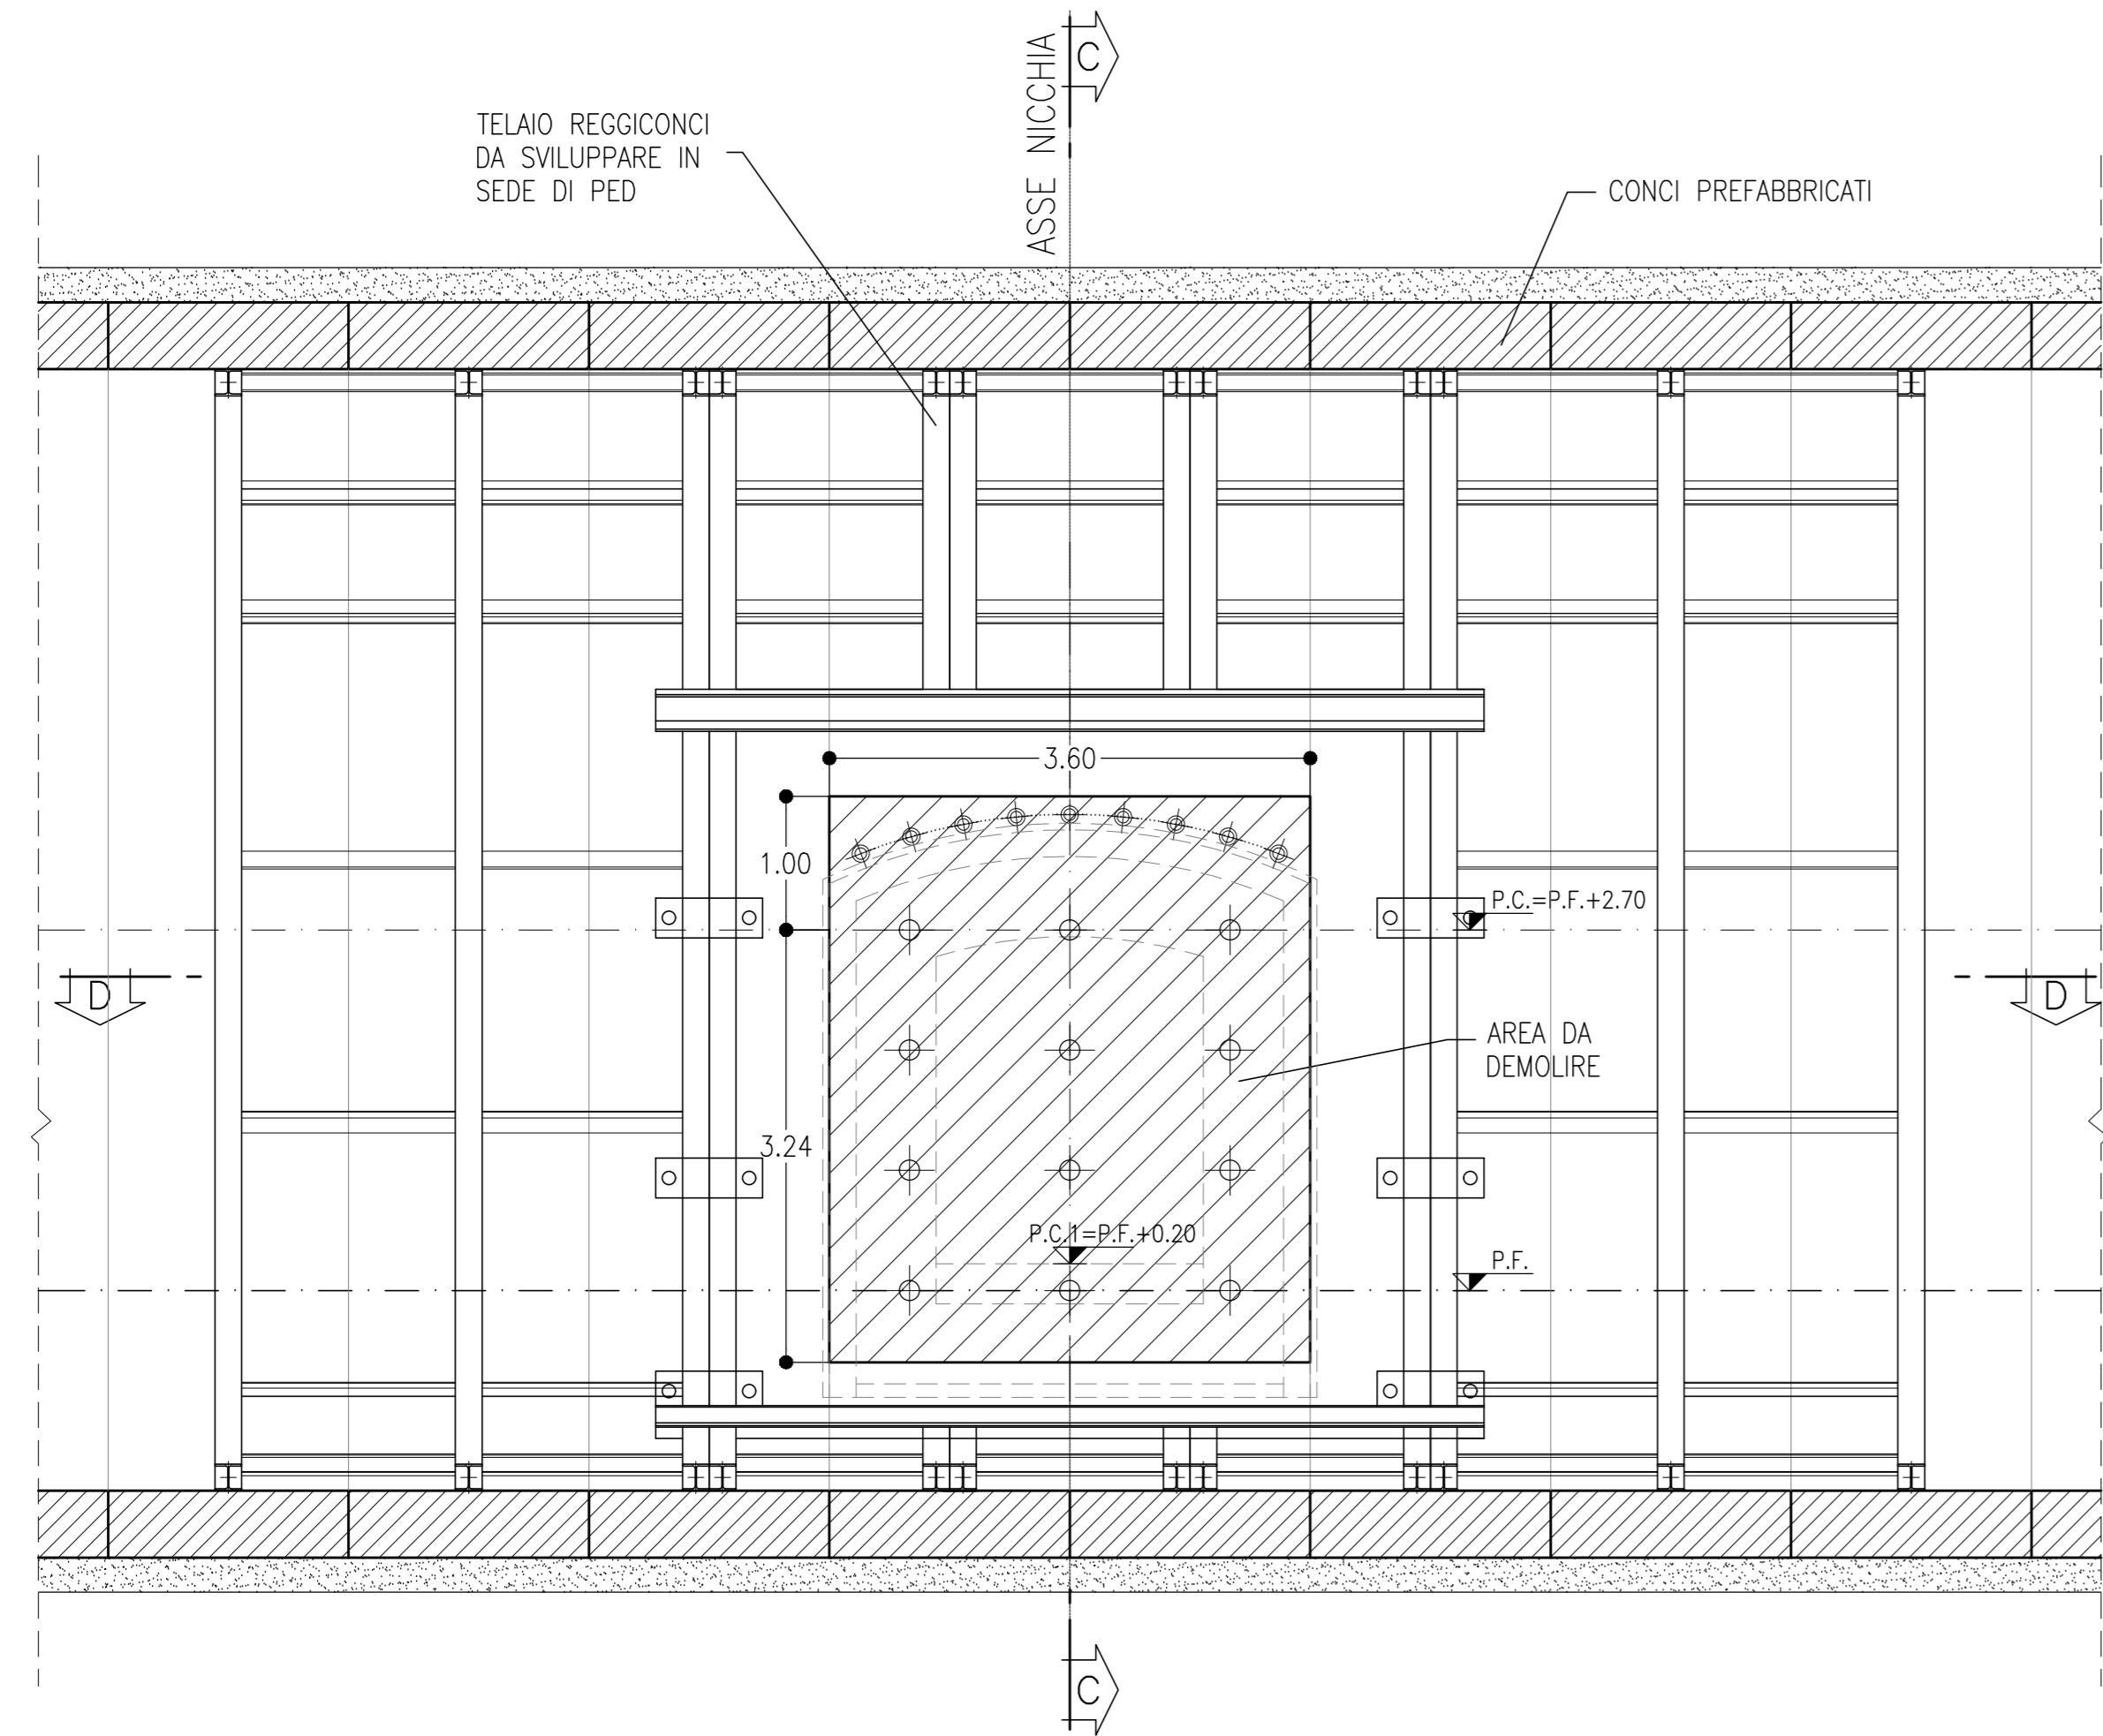 C
ASSE NICCHIA
TELAIO REGGICONCI
DA SVILUPPARE IN
SEDE DI PED
CONCI PREFABBRICATI
3.60
1.00
P.C.=P.F.+2.70
D
D
AREA DA
DEMOLIRE
3.24
P.C.1=P.F.+0.20
P.F.
C